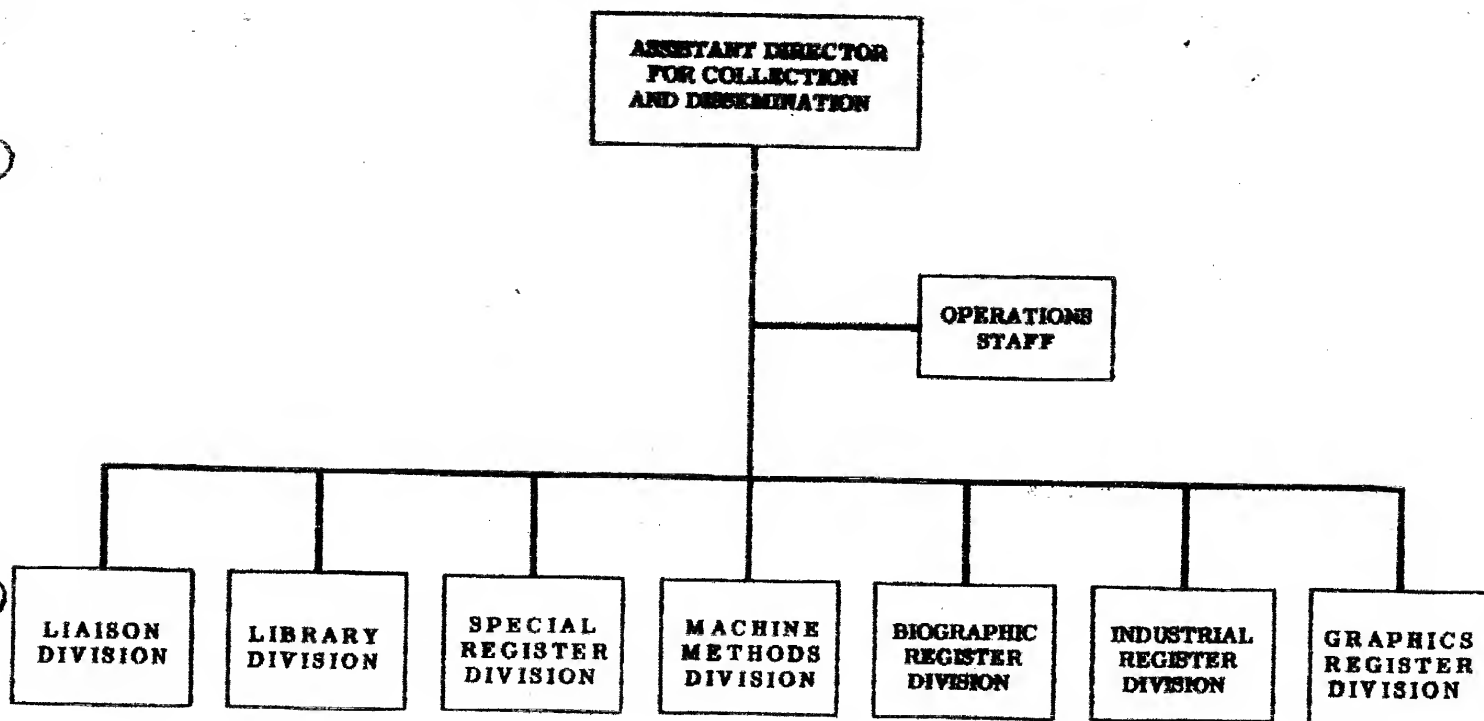 ASSISTANT DIRECTOR
FOR COLLECTION
AND DISSEMINATION
OPERATIONS
STAFF
LIAISON
DIVISION
LIBRARY
DIVISION
SPECIAL
REGISTER
DIVISION
MACHINE
METHODS
DIVISION
BIOGRAPHIC
REGISTER
DIVISION
INDUSTRIAL
REGISTER
DIVISION
GRAPHICS
REGISTER
DIVISION